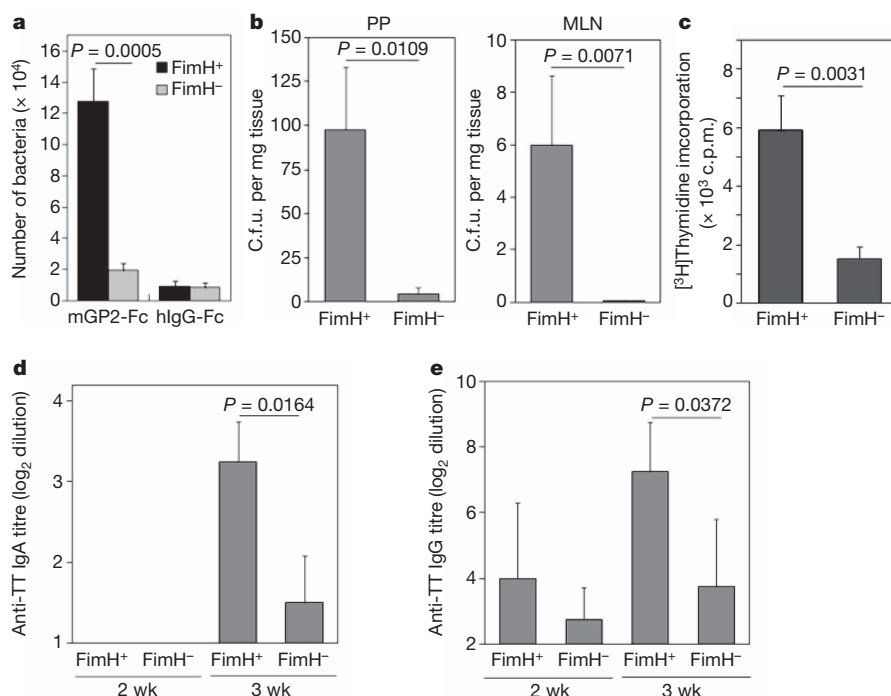 a
P = 0.0005
Number of bacteria (× 10⁴)
16
14
12
10
8
6
4
2
0
FimH⁺
FimH⁻
mGP2-Fc hIgG-Fc
b
PP
P = 0.0109
C.f.u. per mg tissue
150
125
100
75
50
25
0
FimH⁺ FimH⁻
MLN
P = 0.0071
C.f.u. per mg tissue
10
8
6
4
2
0
FimH⁺ FimH⁻
c
P = 0.0031
[³H]Thymidine imcorporation
(× 10³ c.p.m.)
8
6
4
2
0
FimH⁺ FimH⁻
d
P = 0.0164
Anti-TT IgA titre (log₂ dilution)
4
3
2
1
FimH⁺ FimH⁻ FimH⁺ FimH⁻
2 wk 3 wk
e
P = 0.0372
Anti-TT IgG titre (log₂ dilution)
10
8
6
4
2
FimH⁺ FimH⁻ FimH⁺ FimH⁻
2 wk 3 wk